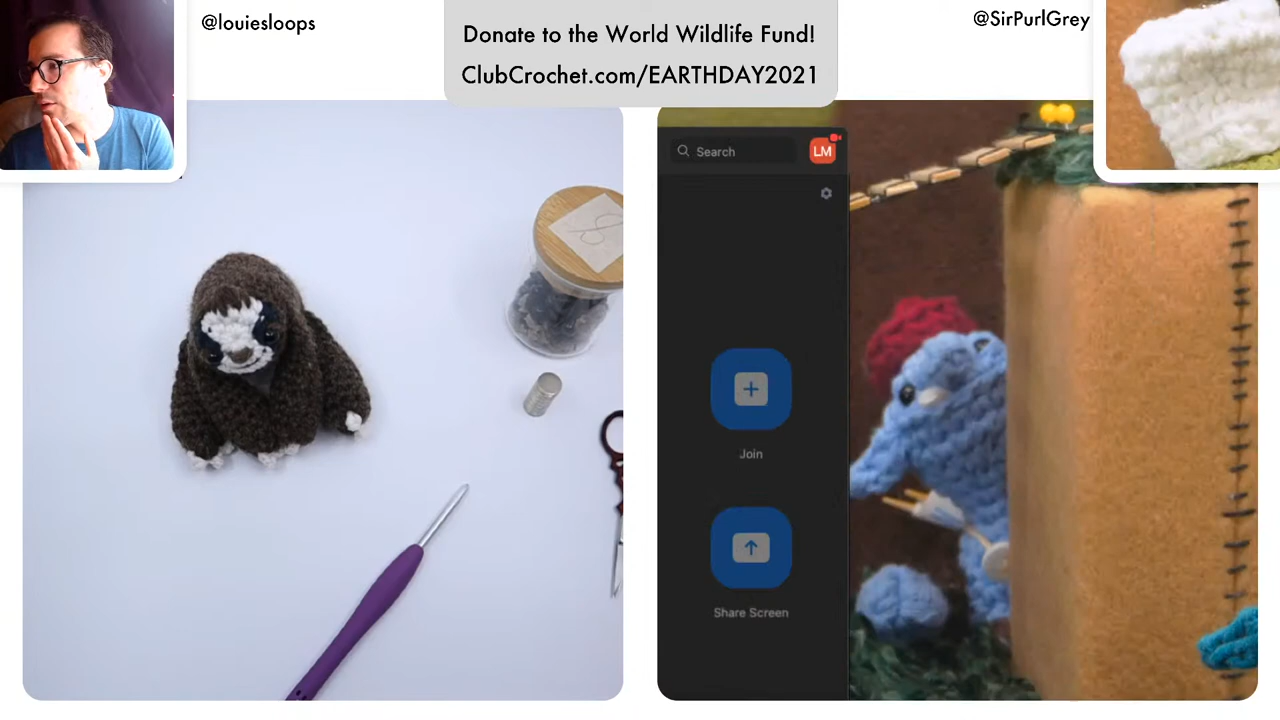 @louiesloops
Donate to the World Wildlife Fund!
ClubCrochet.com/EARTHDAY2021
@SirPurlGrey
Search
LM
Join
Share Screen